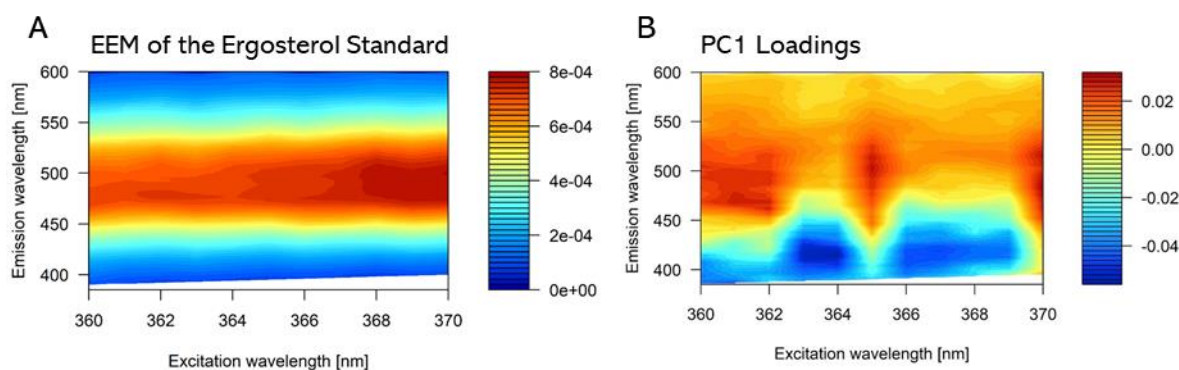 A
EEM of the Ergosterol Standard
600
550
500
450
400
360
362
364
366
368
370
Emission wavelength [nm]
Excitation wavelength [nm]
8e-04
6e-04
4e-04
2e-04
0e+00
B
PC1 Loadings
600
550
500
450
400
360
362
364
366
368
370
Emission wavelength [nm]
Excitation wavelength [nm]
0.02
0.00
-0.02
-0.04